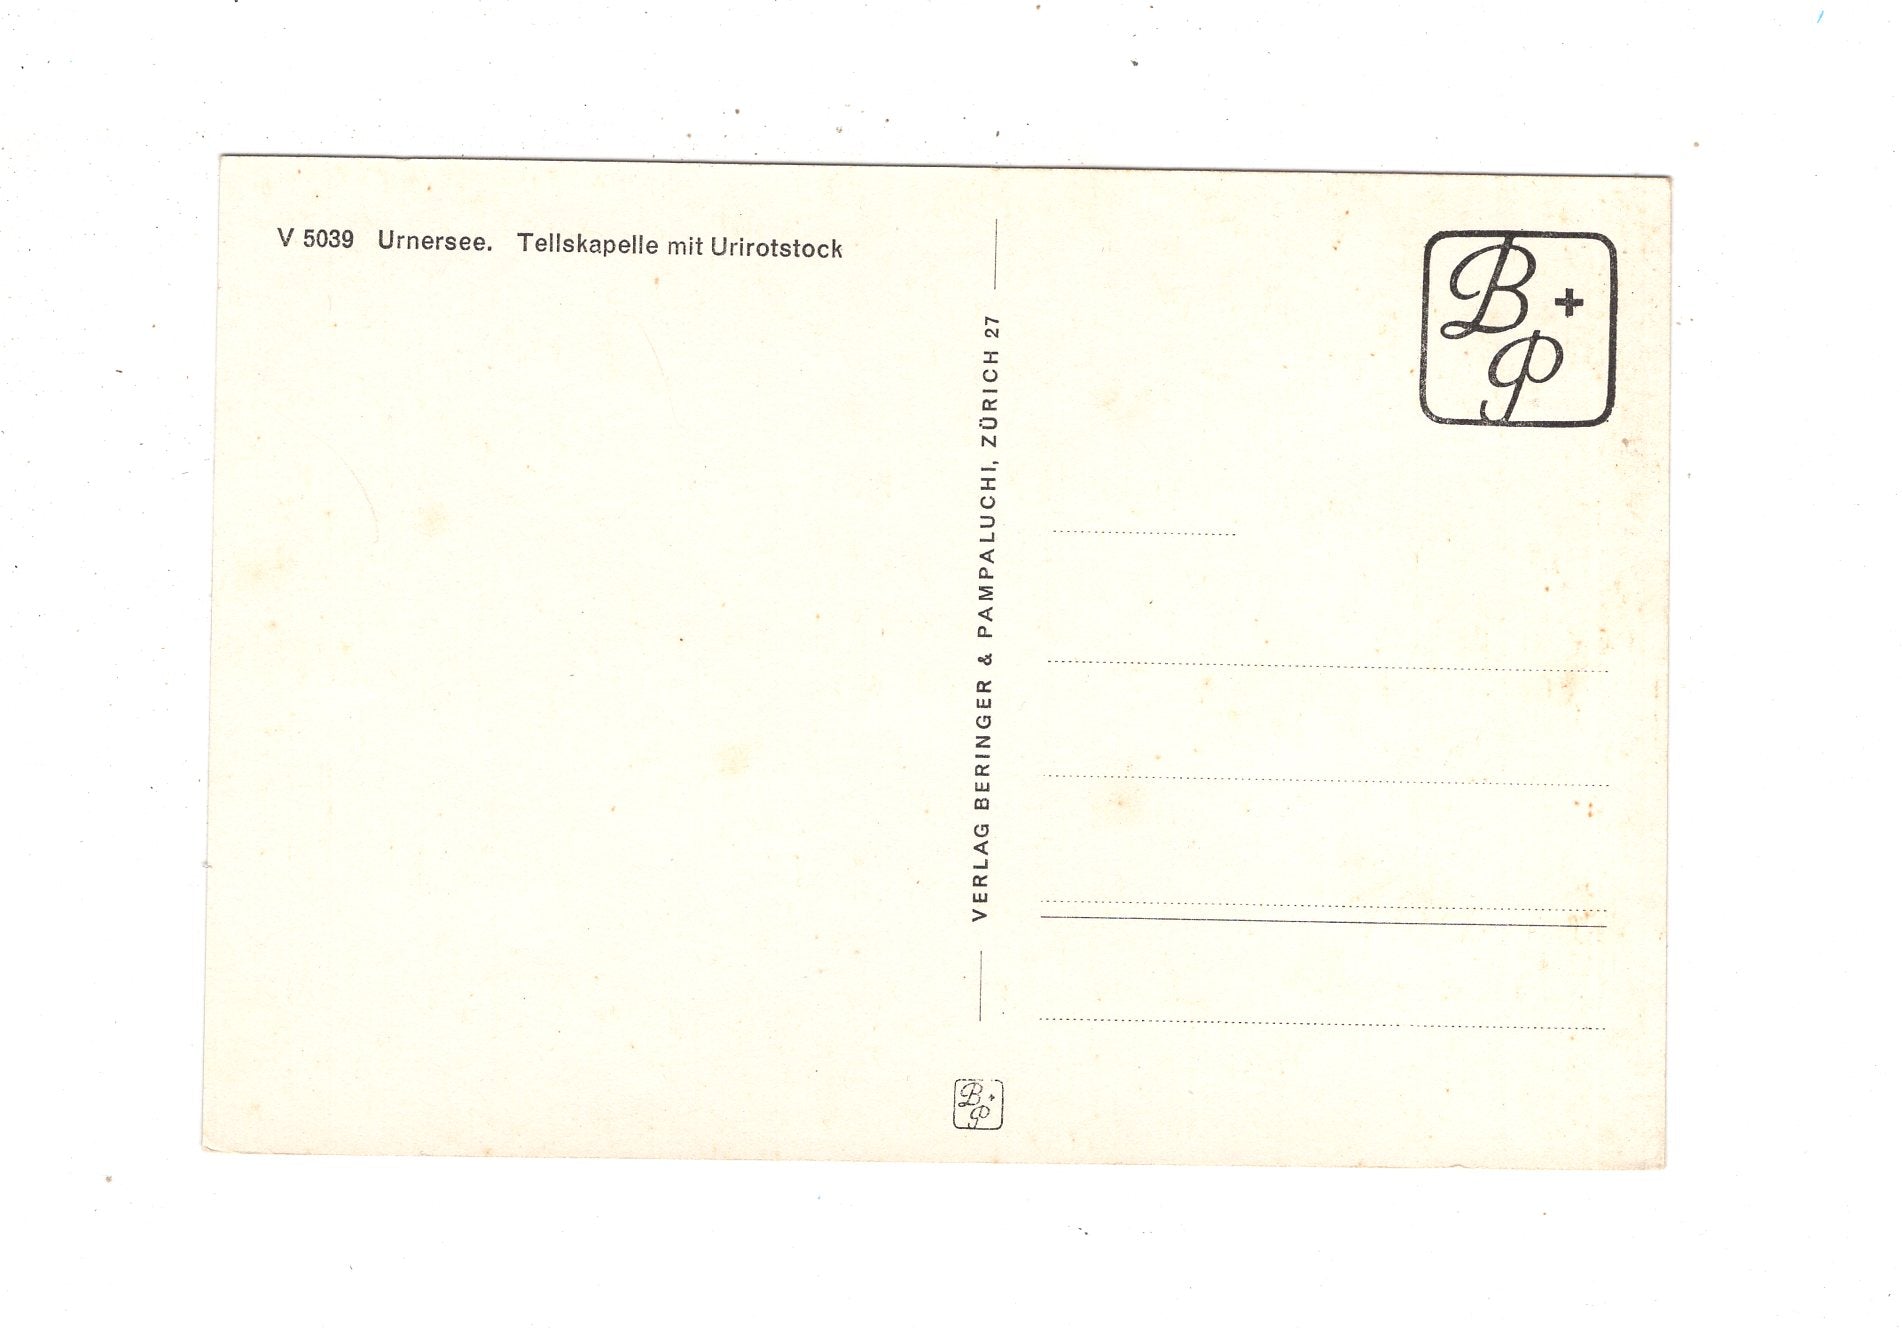 V 5039 Urnersee. Tellskapelle mit Urirotstock
VERLAG BERINGER & PAMPALUCHI, ZÜRICH 27
B +
P
B +
P